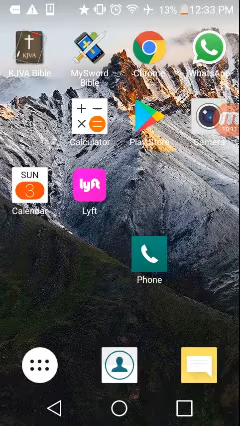 13% 12:33 PM
KJVA Bible
MySword
Bible
Chrome
WhatsApp
Calculator
Play Store
Camera
SUN
3
Calendar
lyft
Lyft
Phone